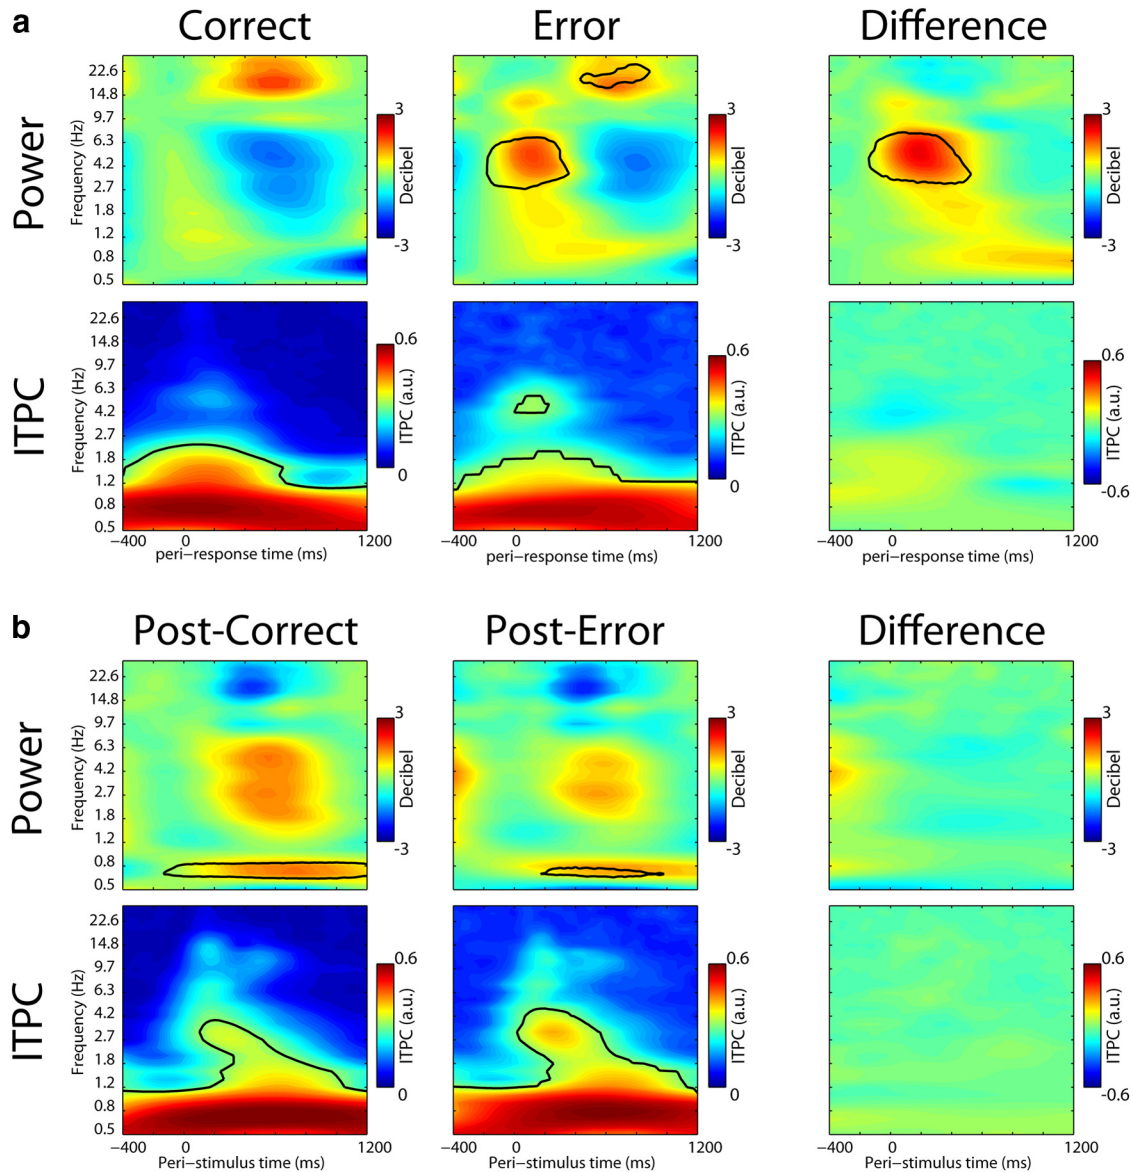 a
Correct
Error
Difference
Power
Frequency (Hz)
22.6
14.8
9.7
6.3
4.2
2.7
1.8
1.2
0.8
0.5
3
Decibel
-3
3
Decibel
-3
3
Decibel
-3
ITPC
Frequency (Hz)
22.6
14.8
9.7
6.3
4.2
2.7
1.8
1.2
0.8
0.5
0.6
ITPC (a.u.)
0
0.6
ITPC (a.u.)
0
0.6
ITPC (a.u.)
-0.6
−400 0 1200
peri−response time (ms)
−400 0 1200
peri−response time (ms)
−400 0 1200
peri−response time (ms)
b
Post-Correct
Post-Error
Difference
Power
Frequency (Hz)
22.6
14.8
9.7
6.3
4.2
2.7
1.8
1.2
0.8
0.5
3
Decibel
-3
3
Decibel
-3
3
Decibel
-3
ITPC
Frequency (Hz)
22.6
14.8
9.7
6.3
4.2
2.7
1.8
1.2
0.8
0.5
0.6
ITPC (a.u.)
0
0.6
ITPC (a.u.)
0
0.6
ITPC (a.u.)
-0.6
−400 0 1200
Peri−stimulus time (ms)
−400 0 1200
Peri−stimulus time (ms)
−400 0 1200
Peri−stimulus time (ms)